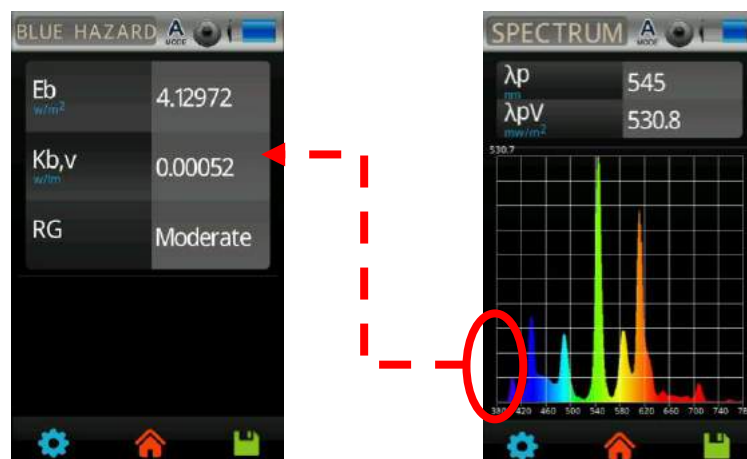 BLUE HAZARD A MODE
Eb
w/m²
4.12972
Kb,v
w/lm
0.00052
RG
Moderate
SPECTRUM A MODE
λp
nm
545
λpV
mw/m²
530.8
530.7
380 420 460 500 540 580 620 660 700 740 78